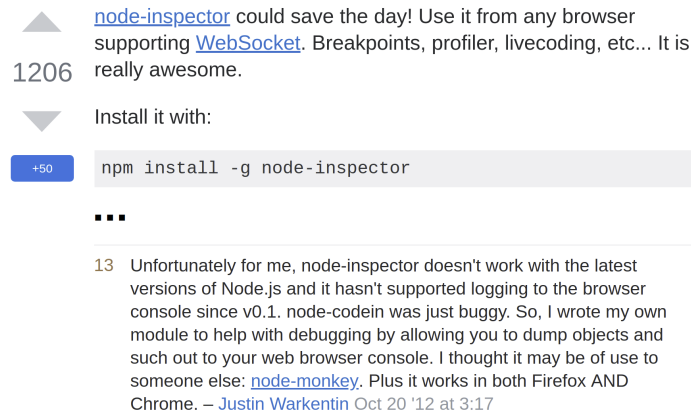 node-inspector could save the day! Use it from any browser
supporting WebSocket. Breakpoints, profiler, livecoding, etc... It is
really awesome.
1206
Install it with:
+50
npm install -g node-inspector
...
13 Unfortunately for me, node-inspector doesn't work with the latest
versions of Node.js and it hasn't supported logging to the browser
console since v0.1. node-codein was just buggy. So, I wrote my own
module to help with debugging by allowing you to dump objects and
such out to your web browser console. I thought it may be of use to
someone else: node-monkey. Plus it works in both Firefox AND
Chrome. – Justin Warkentin Oct 20 '12 at 3:17